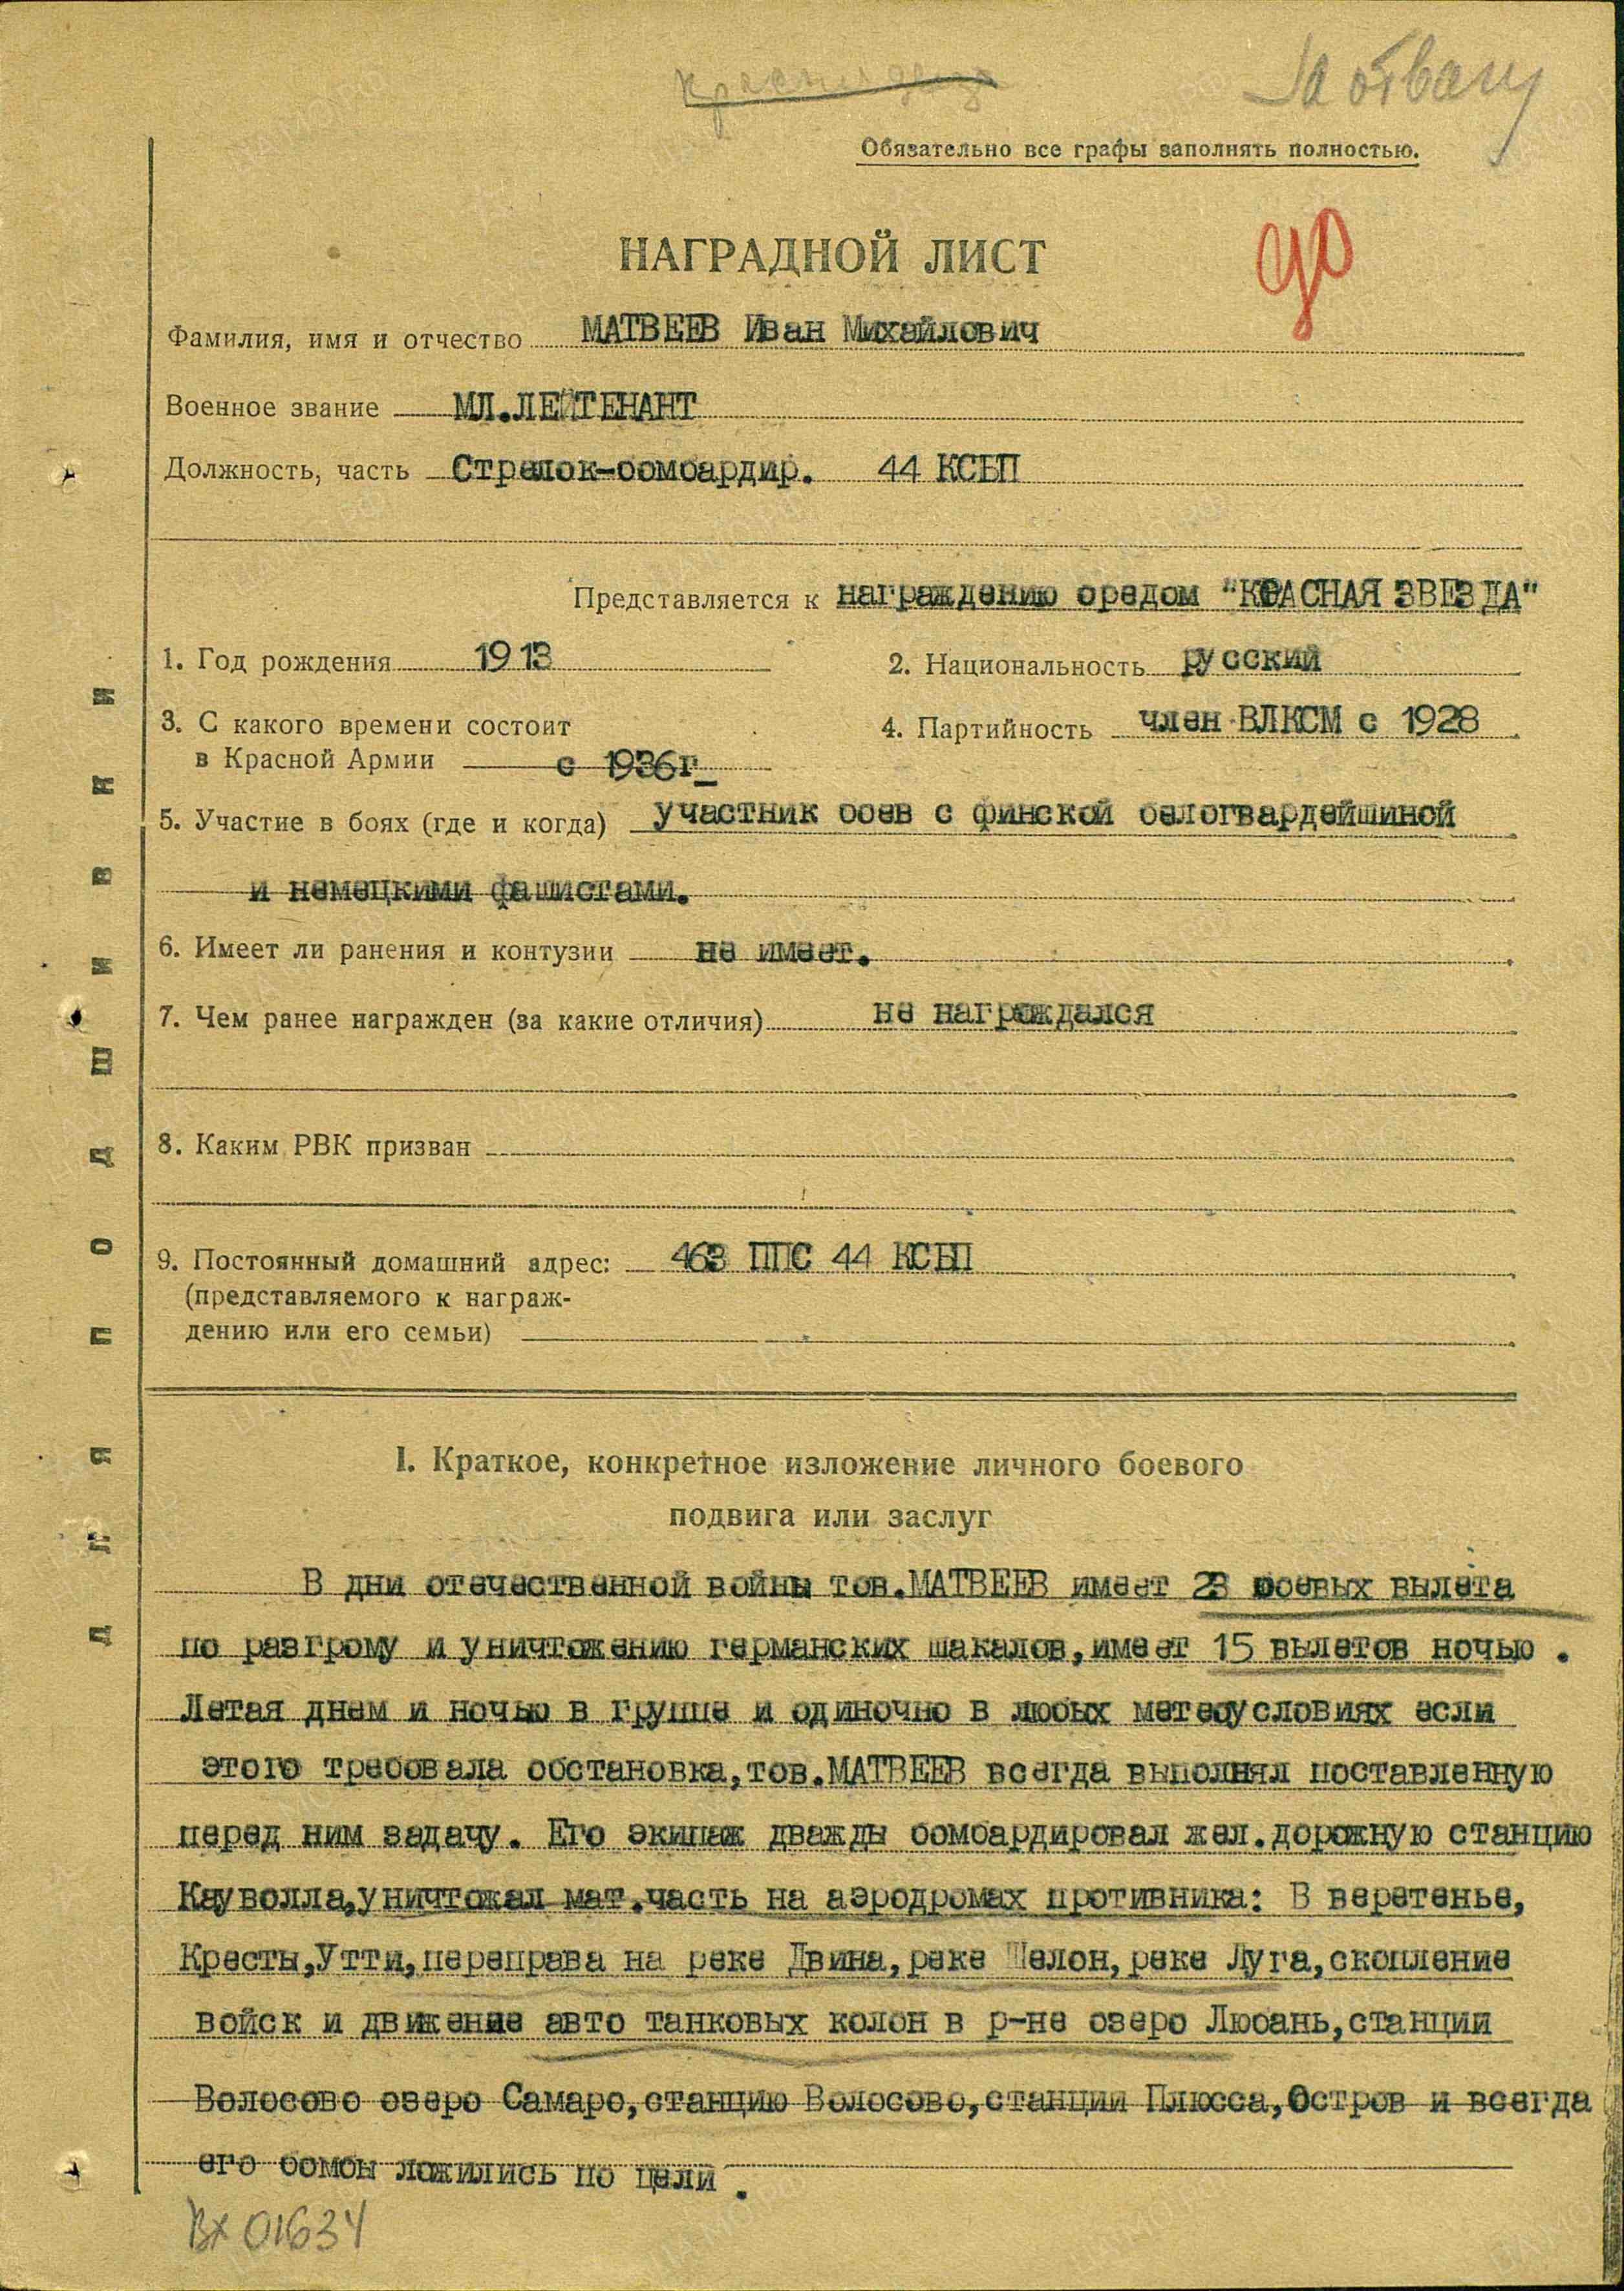 За отвагу
Обязательно все графы заполнять полностью.
НАГРАДНОЙ ЛИСТ
Фамилия, имя и отчество МАТВЕЕВ Иван Михайлович
Военное звание МЛ.ЛЕЙТЕНАНТ
Должность, часть Стрелок-бомбардир. 44 КСБП
Представляется к награждению оредом "КРАСНАЯ ЗВЕЗДА"
1. Год рождения 1913
2. Национальность русский
3. С какого времени состоит
в Красной Армии с 1936г
4. Партийность член ВЛКСМ с 1928
5. Участие в боях (где и когда) участник боев с финской белогвардейшиной
и немецкими фашистами.
6. Имеет ли ранения и контузии не имеет.
7. Чем ранее награжден (за какие отличия) не награждался
8. Каким РВК призван
9. Постоянный домашний адрес: 463 ППС 44 КСБП
(представляемого к награж-
дению или его семьи)
I. Краткое, конкретное изложение личного боевого
подвига или заслуг
В дни отечественной войны тов.МАТВЕЕВ имеет 23 боевых вылета
по разгрому и уничтожению германских шакалов,имеет 15 вылетов ночью.
Летая днем и ночью в группе и одиночно в любых метеоусловиях если
этого требовала обстановка,тов.МАТВЕЕВ всегда выполнял поставленную
перед ним задачу. Его экипаж дважды бомбардировал жел.дорожную станцию
Кауволла,уничтожал мат.часть на аэродромах противника: В веретенье,
Кресты,Утти,переправа на реке Двина,реке Шелон,реке Луга,скопление
войск и движение авто танковых колон в р-не озеро Любань,станции
Волосово озеро Самаро,станцию Волосово,станции Плюсса,Остров и всегда
его бомбы ложились по цели.
Вх 01634
Для подшивки